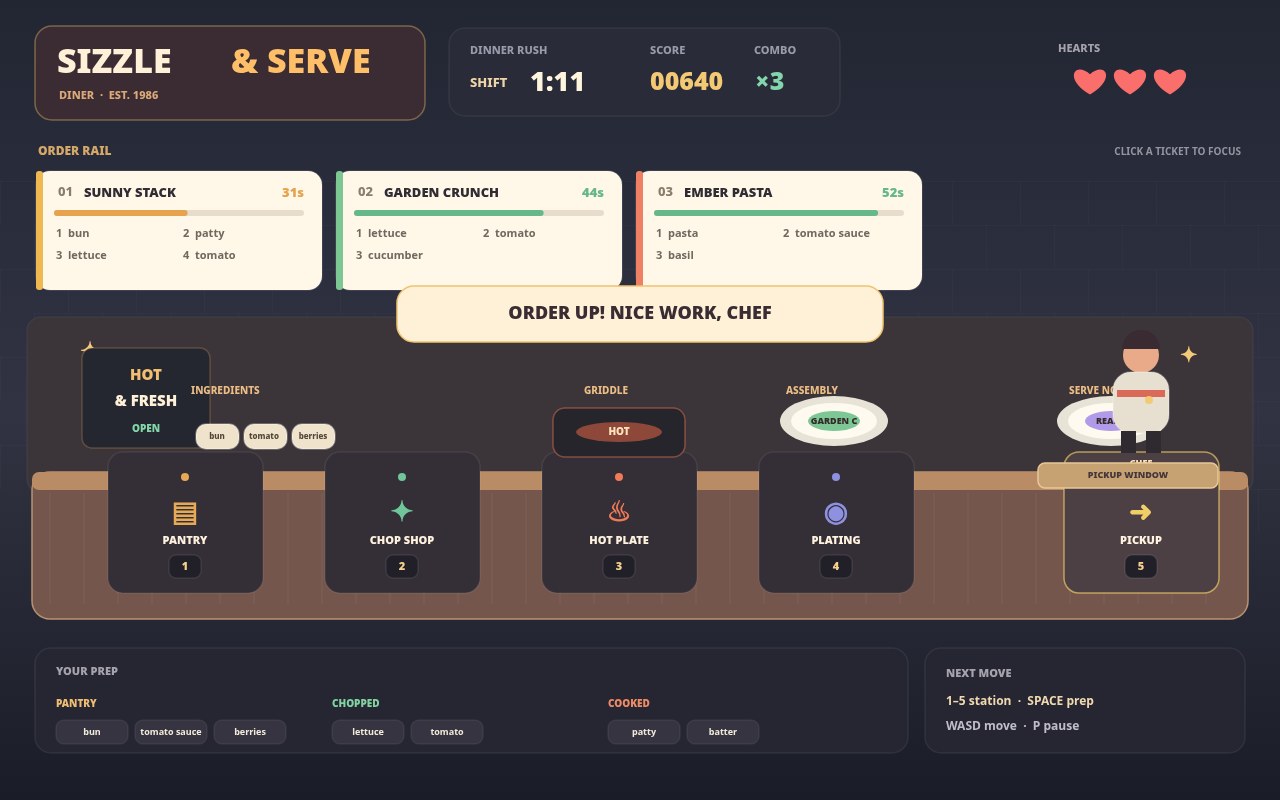 SIZZLE & SERVE
DINER · EST. 1986
DINNER RUSH
SHIFT 1:11
SCORE
00640
COMBO
×3
HEARTS
ORDER RAIL
CLICK A TICKET TO FOCUS
01 SUNNY STACK 31s
1 bun
2 patty
3 lettuce
4 tomato
02 GARDEN CRUNCH 44s
1 lettuce
2 tomato
3 cucumber
03 EMBER PASTA 52s
1 pasta
2 tomato sauce
3 basil
ORDER UP! NICE WORK, CHEF
HOT
& FRESH
OPEN
INGREDIENTS
bun
tomato
berries
GRIDDLE
HOT
ASSEMBLY
GARDEN C
SERVE
PICKUP WINDOW
PANTRY
1
CHOP SHOP
2
HOT PLATE
3
PLATING
4
PICKUP
5
YOUR PREP
PANTRY
bun
tomato sauce
berries
CHOPPED
lettuce
tomato
COOKED
patty
batter
NEXT MOVE
1–5 station · SPACE prep
WASD move · P pause